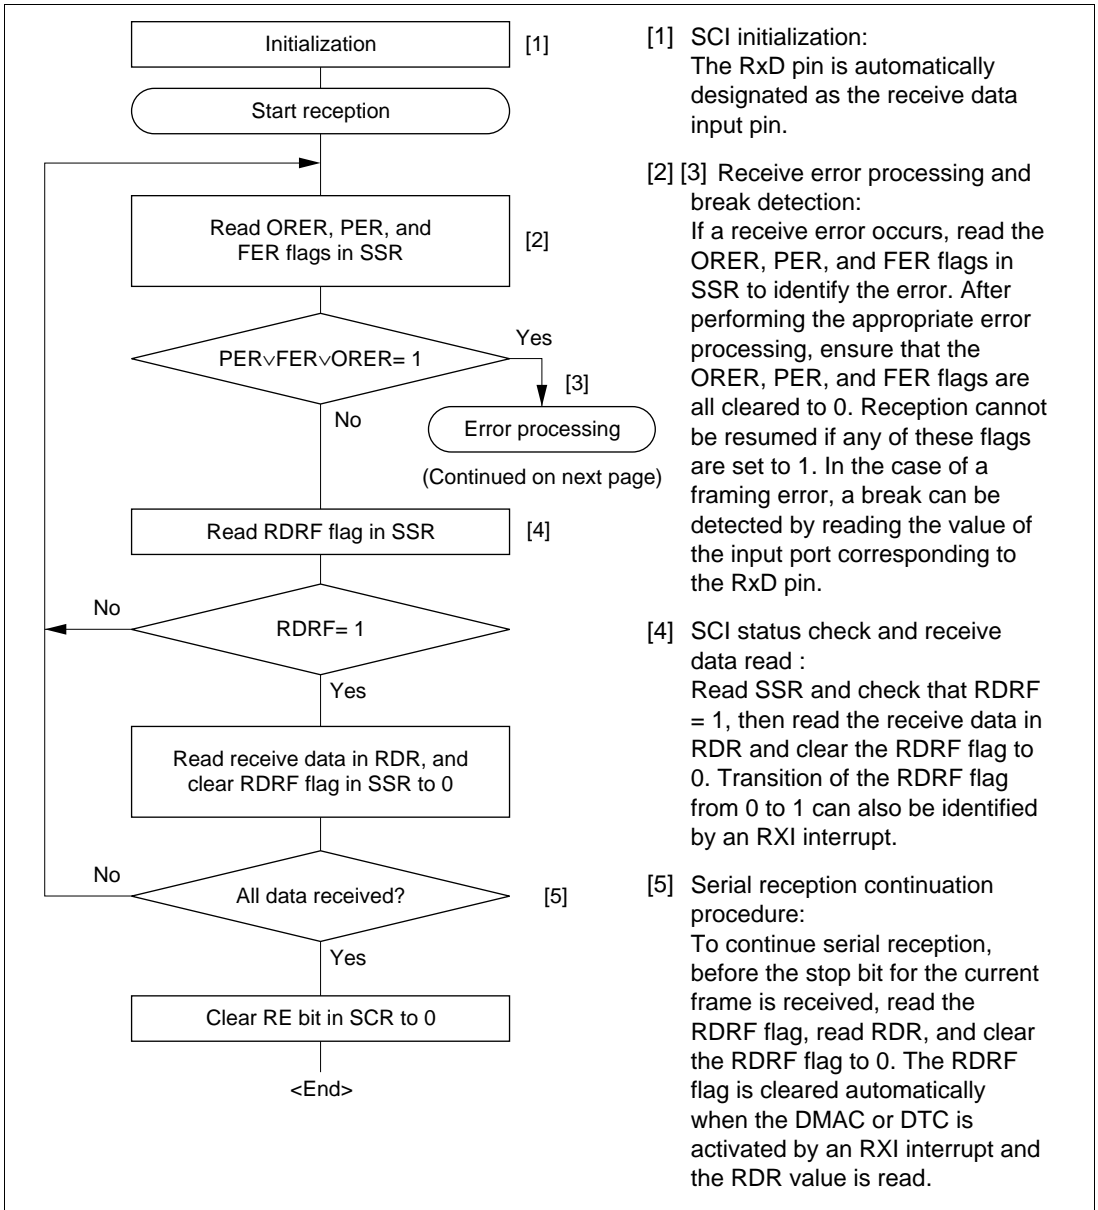 Initialization
[1]
Start reception
Read ORER, PER, and
FER flags in SSR
[2]
PER∨FER∨ORER= 1
Yes
[3]
No
Error processing
(Continued on next page)
Read RDRF flag in SSR
[4]
No
RDRF= 1
Yes
Read receive data in RDR, and
clear RDRF flag in SSR to 0
No
All data received?
[5]
Yes
Clear RE bit in SCR to 0
<End>
[1] SCI initialization:
The RxD pin is automatically
designated as the receive data
input pin.
[2] [3] Receive error processing and
break detection:
If a receive error occurs, read the
ORER, PER, and FER flags in
SSR to identify the error. After
performing the appropriate error
processing, ensure that the
ORER, PER, and FER flags are
all cleared to 0. Reception cannot
be resumed if any of these flags
are set to 1. In the case of a
framing error, a break can be
detected by reading the value of
the input port corresponding to
the RxD pin.
[4] SCI status check and receive
data read :
Read SSR and check that RDRF
= 1, then read the receive data in
RDR and clear the RDRF flag to
0. Transition of the RDRF flag
from 0 to 1 can also be identified
by an RXI interrupt.
[5] Serial reception continuation
procedure:
To continue serial reception,
before the stop bit for the current
frame is received, read the
RDRF flag, read RDR, and clear
the RDRF flag to 0. The RDRF
flag is cleared automatically
when the DMAC or DTC is
activated by an RXI interrupt and
the RDR value is read.